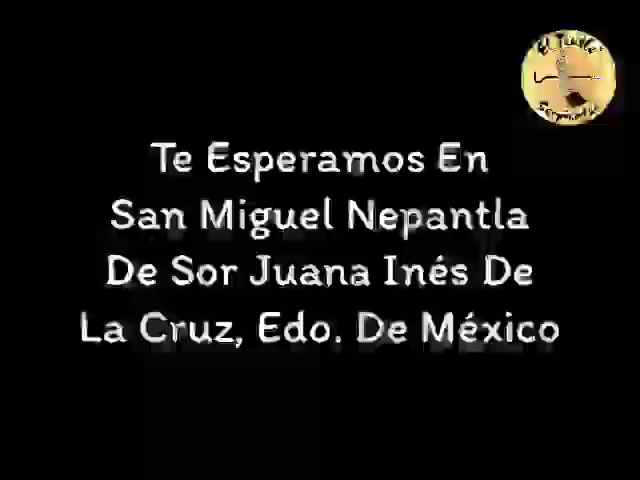 Te Esperamos En
San Miguel Nepantla
De Sor Juana Inés De
La Cruz, Edo. De México